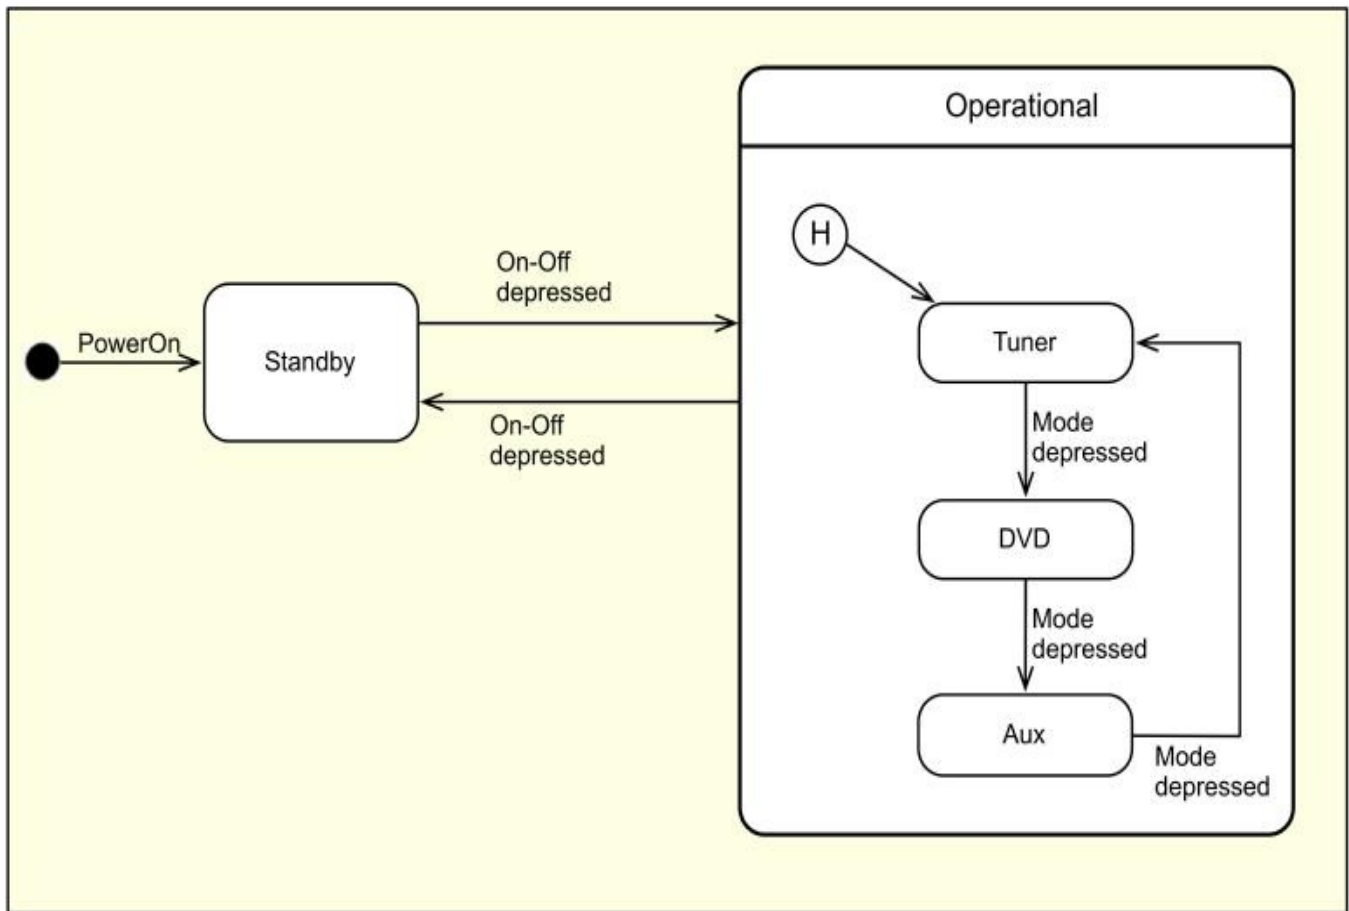 Operational
H
On-Off
depressed
PowerOn
Standby
Tuner
On-Off
depressed
Mode
depressed
DVD
Mode
depressed
Aux
Mode
depressed